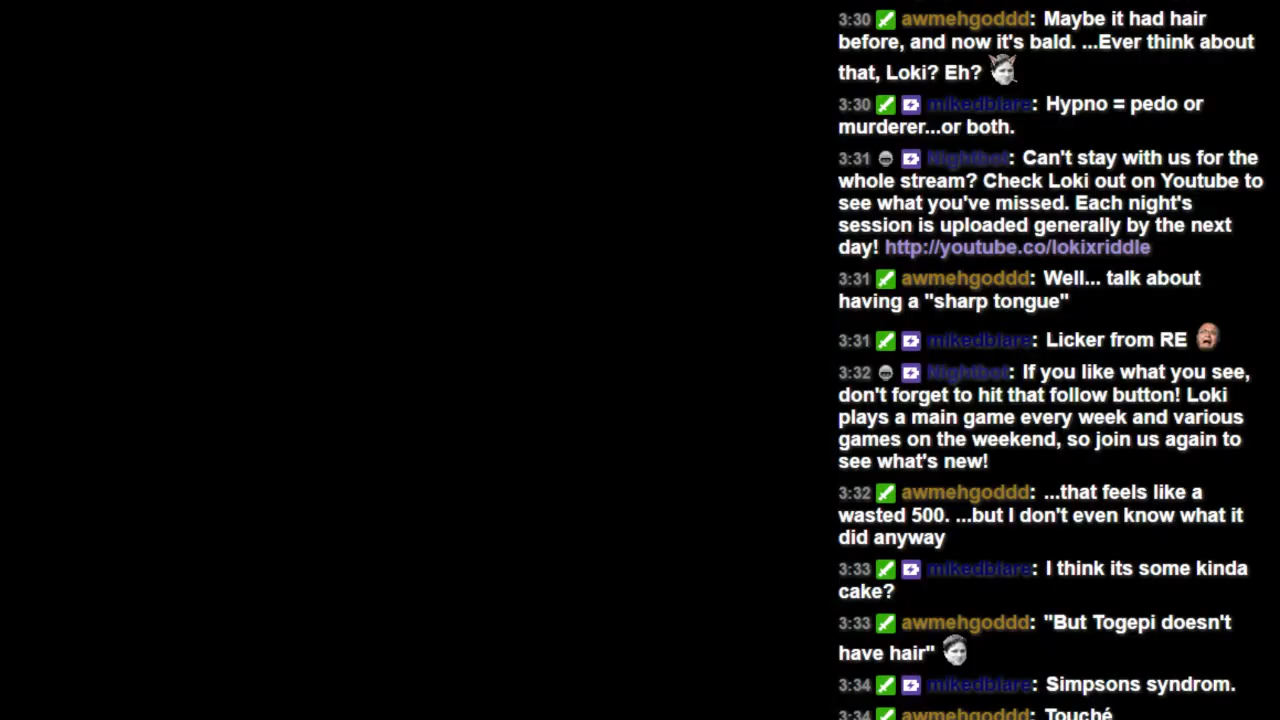 3:30 awmehgoddd: Maybe it had hair
before, and now it's bald. ...Ever think about
that, Loki? Eh?
3:30 mikedblare: Hypno = pedo or
murderer...or both.
3:31 Nightbot: Can't stay with us for the
whole stream? Check Loki out on Youtube to
see what you've missed. Each night's
session is uploaded generally by the next
day! http://youtube.co/lokixriddle
3:31 awmehgoddd: Well... talk about
having a "sharp tongue"
3:31 mikedblare: Licker from RE
3:32 Nightbot: If you like what you see,
don't forget to hit that follow button! Loki
plays a main game every week and various
games on the weekend, so join us again to
see what's new!
3:32 awmehgoddd: ...that feels like a
wasted 500. ...but I don't even know what it
did anyway
3:33 mikedblare: I think its some kinda
cake?
3:33 awmehgoddd: "But Togepi doesn't
have hair"
3:34 mikedblare: Simpsons syndrom.
3:34 awmehgoddd: Touché